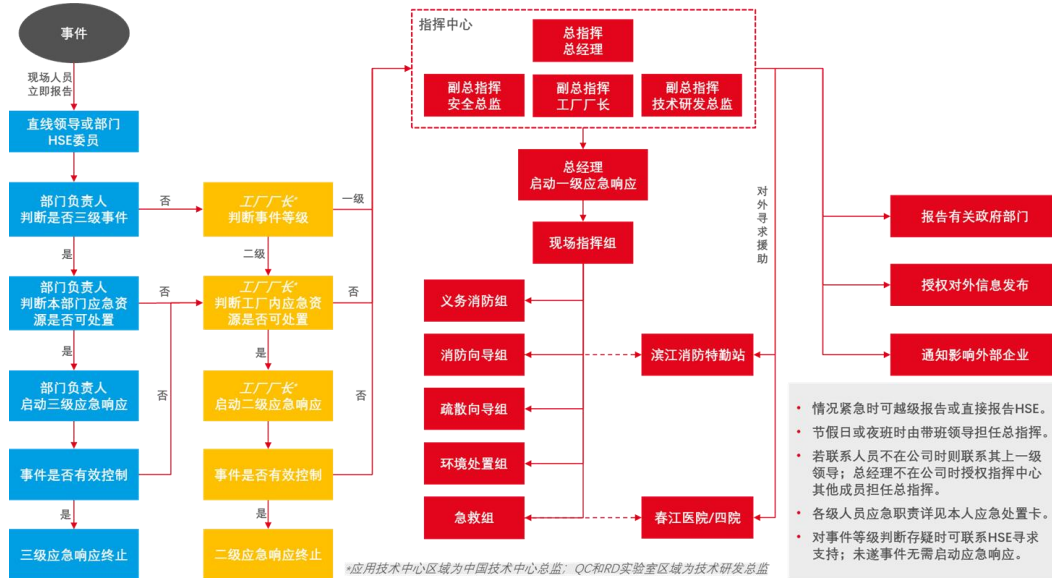 事件
现场人员
立即报告
直线领导或部门
HSE委员
部门负责人
判断是否三级事件
否
是
部门负责人
判断本部门应急资
源是否可处置
否
是
部门负责人
启动三级应急响应
否
事件是否有效控制
是
三级应急响应终止
工厂厂长*
判断事件等级
一级
二级
工厂厂长*
判断工厂内应急资
源是否可处置
否
是
工厂厂长*
启动二级应急响应
否
事件是否有效控制
是
二级应急响应终止
指挥中心
总指挥
总经理
副总指挥
安全总监
副总指挥
工厂厂长
副总指挥
技术研发总监
总经理
启动一级应急响应
现场指挥组
义务消防组
消防向导组
疏散向导组
环境处置组
急救组
对外寻求援助
滨江消防特勤站
春江医院/四院
报告有关政府部门
授权对外信息发布
通知影响外部企业
• 情况紧急时可越级报告或直接报告HSE。
• 节假日或夜班时由带班领导担任总指挥。
• 若联系人员不在公司时则联系其上一级
领导；总经理不在公司时授权指挥中心
其他成员担任总指挥。
• 各级人员应急职责详见本人应急处置卡。
• 对事件等级判断存疑时可联系HSE寻求
支持；未遂事件无需启动应急响应。
*应用技术中心区域为中国技术中心总监；QC和RD实验室区域为技术研发总监